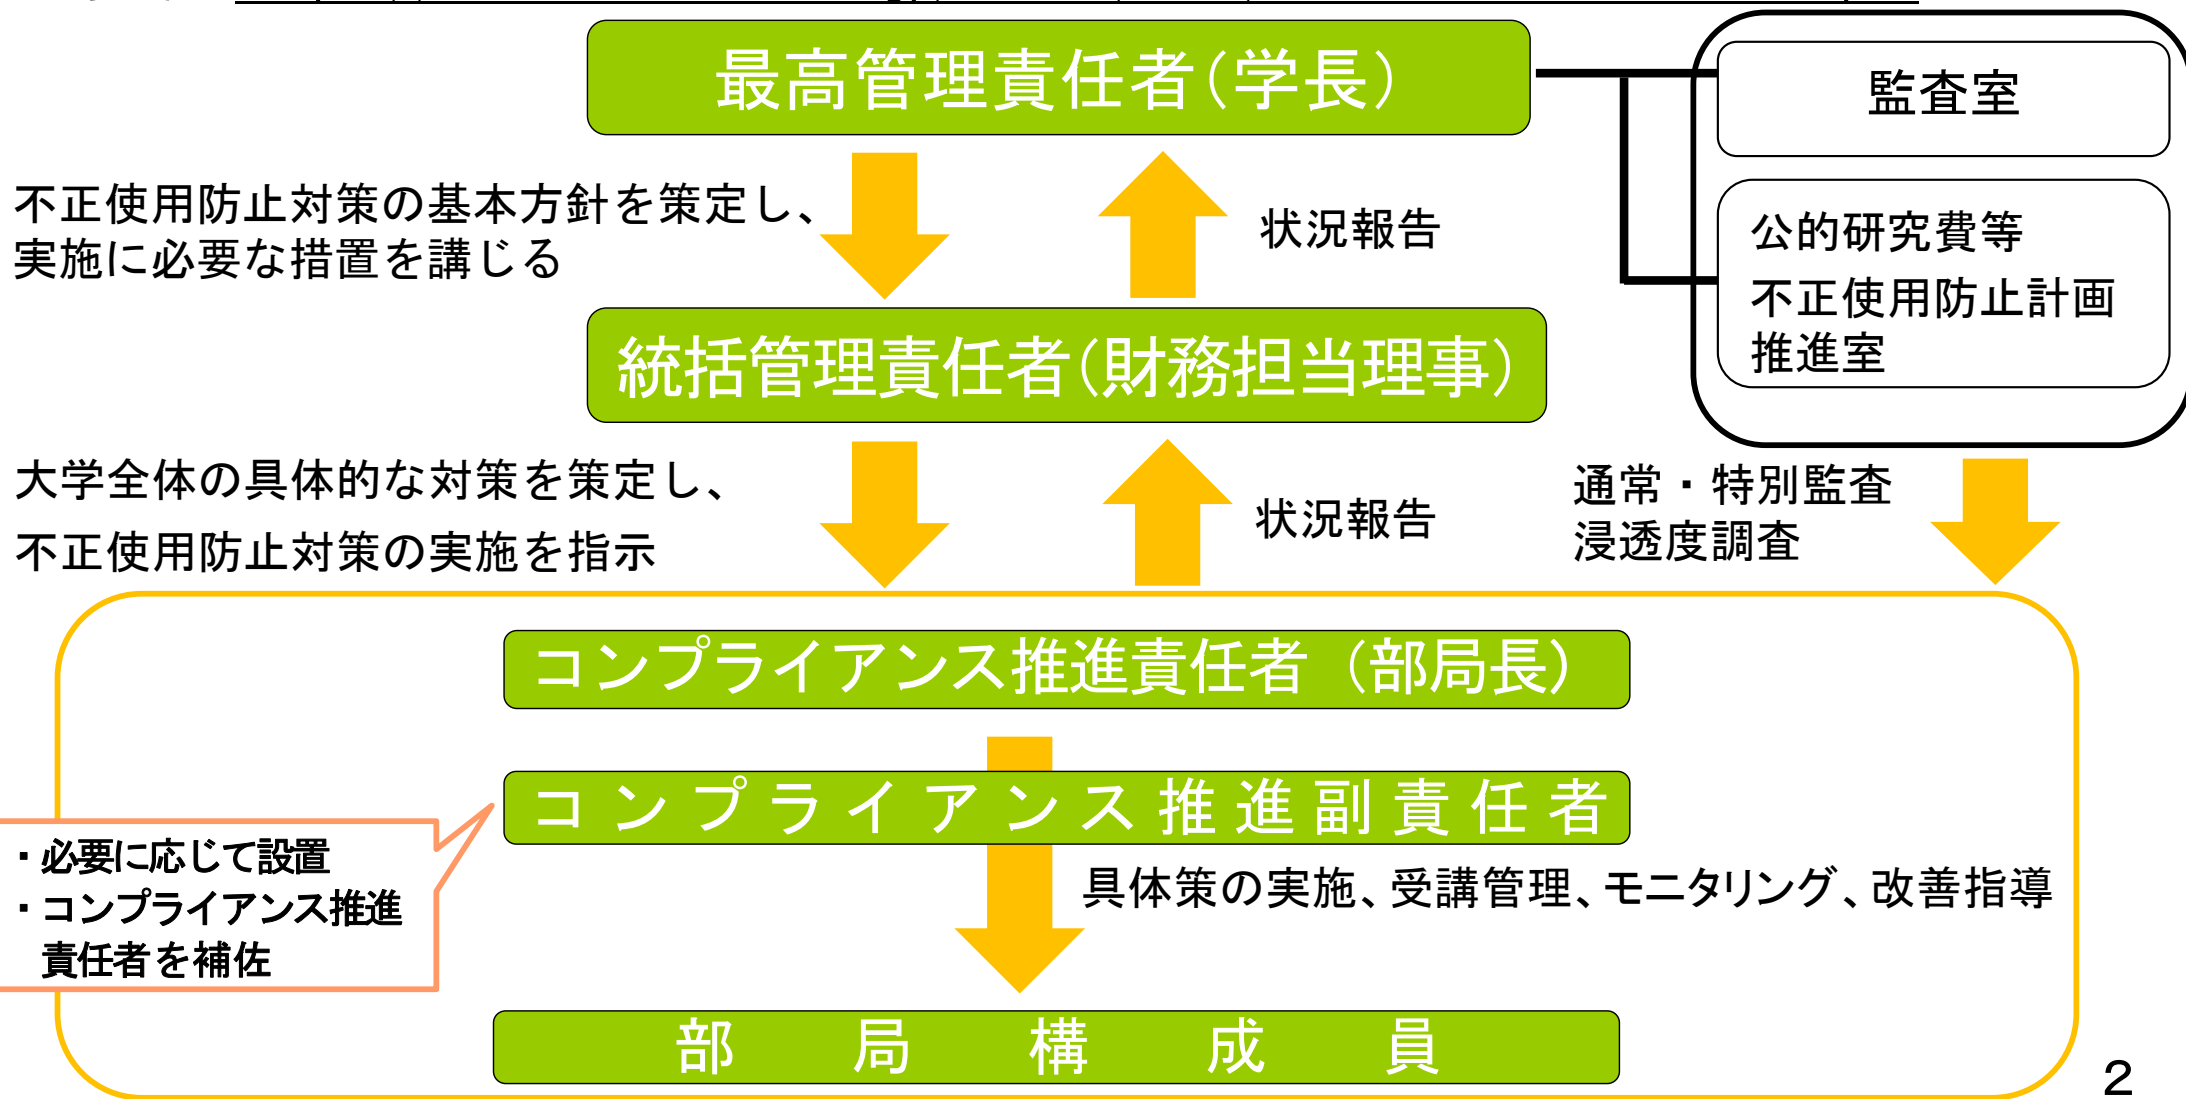 最高管理責任者(学長)
監査室
不正使用防止対策の基本方針を策定し、
実施に必要な措置を講じる
状況報告
公的研究費等
不正使用防止計画
推進室
統括管理責任者(財務担当理事)
大学全体の具体的な対策を策定し、
不正使用防止対策の実施を指示
状況報告
通常・特別監査
浸透度調査
コンプライアンス推進責任者（部局長）
コンプライアンス推進副責任者
・必要に応じて設置
・コンプライアンス推進
責任者を補佐
具体策の実施、受講管理、モニタリング、改善指導
部局構成員
2